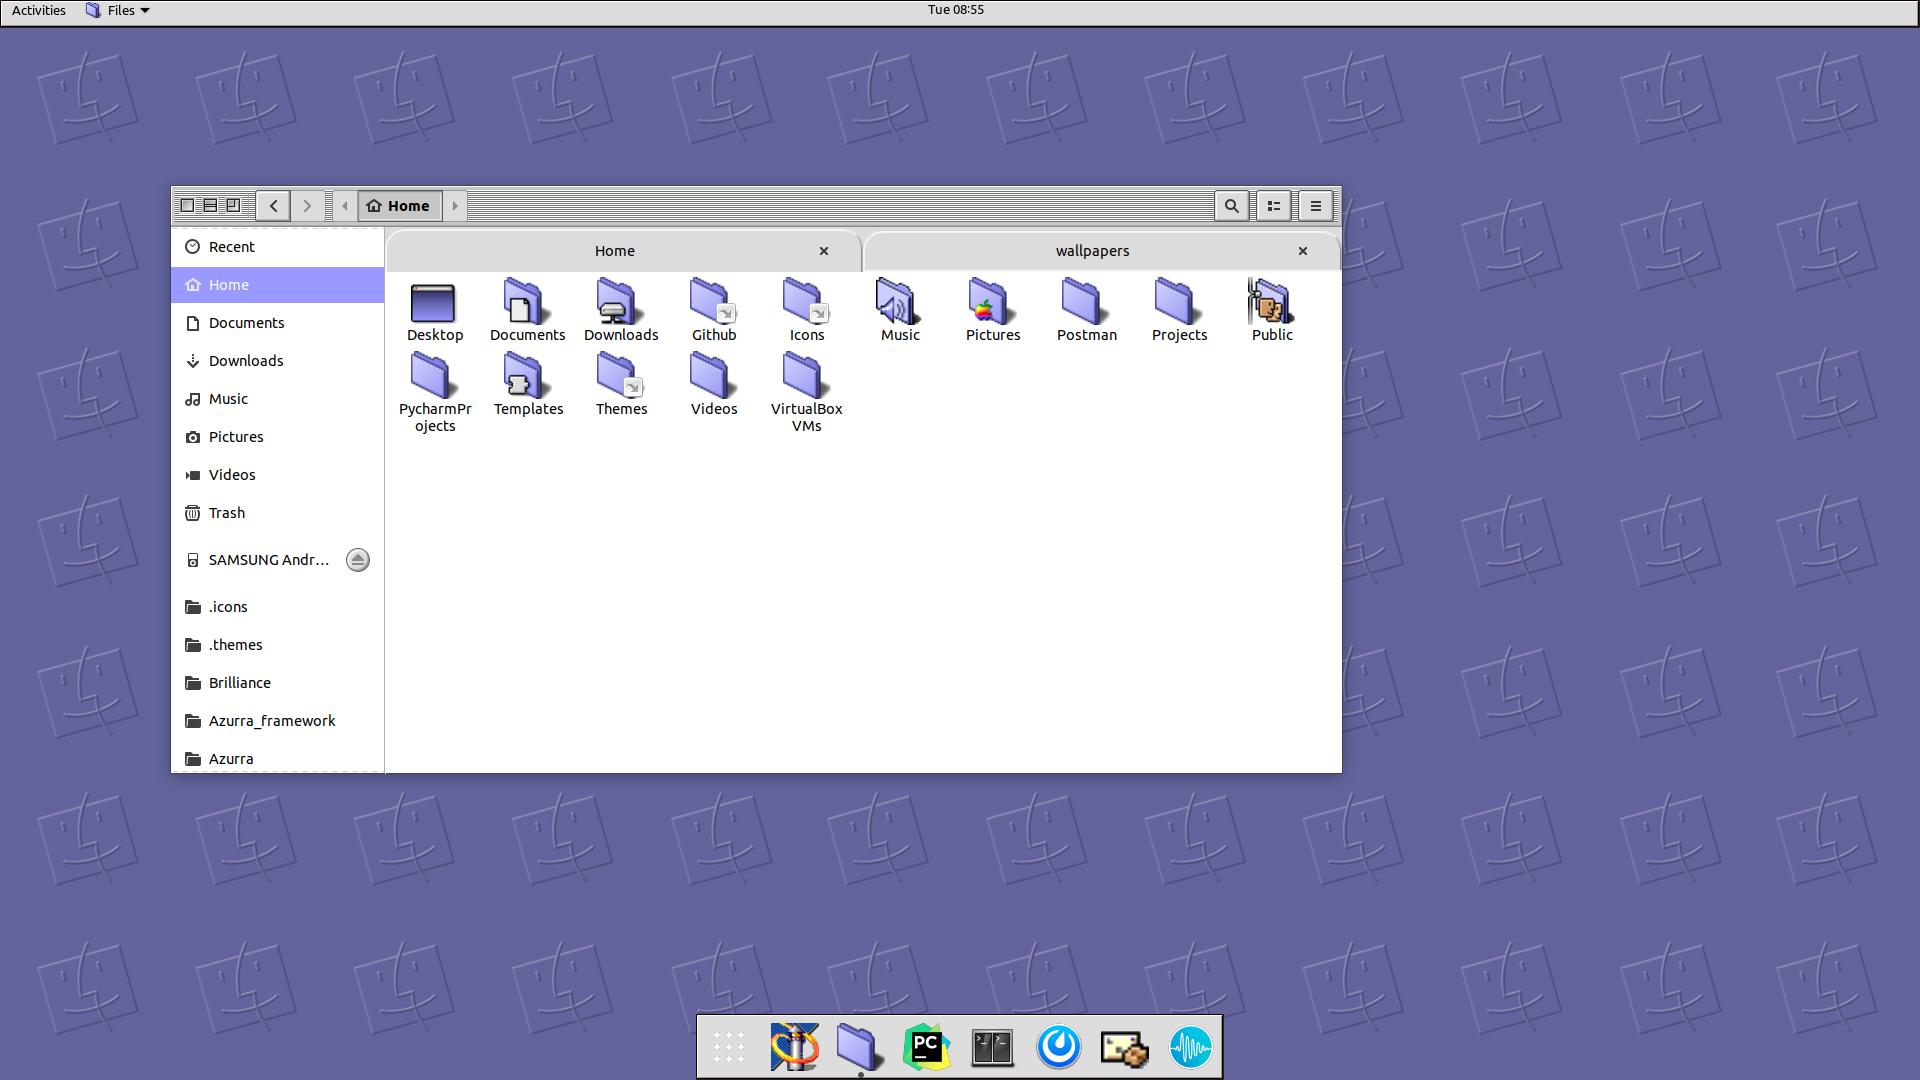 Activities Files Tue 08:55
Home
Recent
Home
Documents
Downloads
Music
Pictures
Videos
Trash
SAMSUNG Andr...
.icons
.themes
Brilliance
Azurra_framework
Azurra
Home wallpapers
Desktop Documents Downloads Github Icons Music Pictures Postman Projects Public
PycharmPr
ojects Templates Themes Videos VirtualBox
VMs
PC